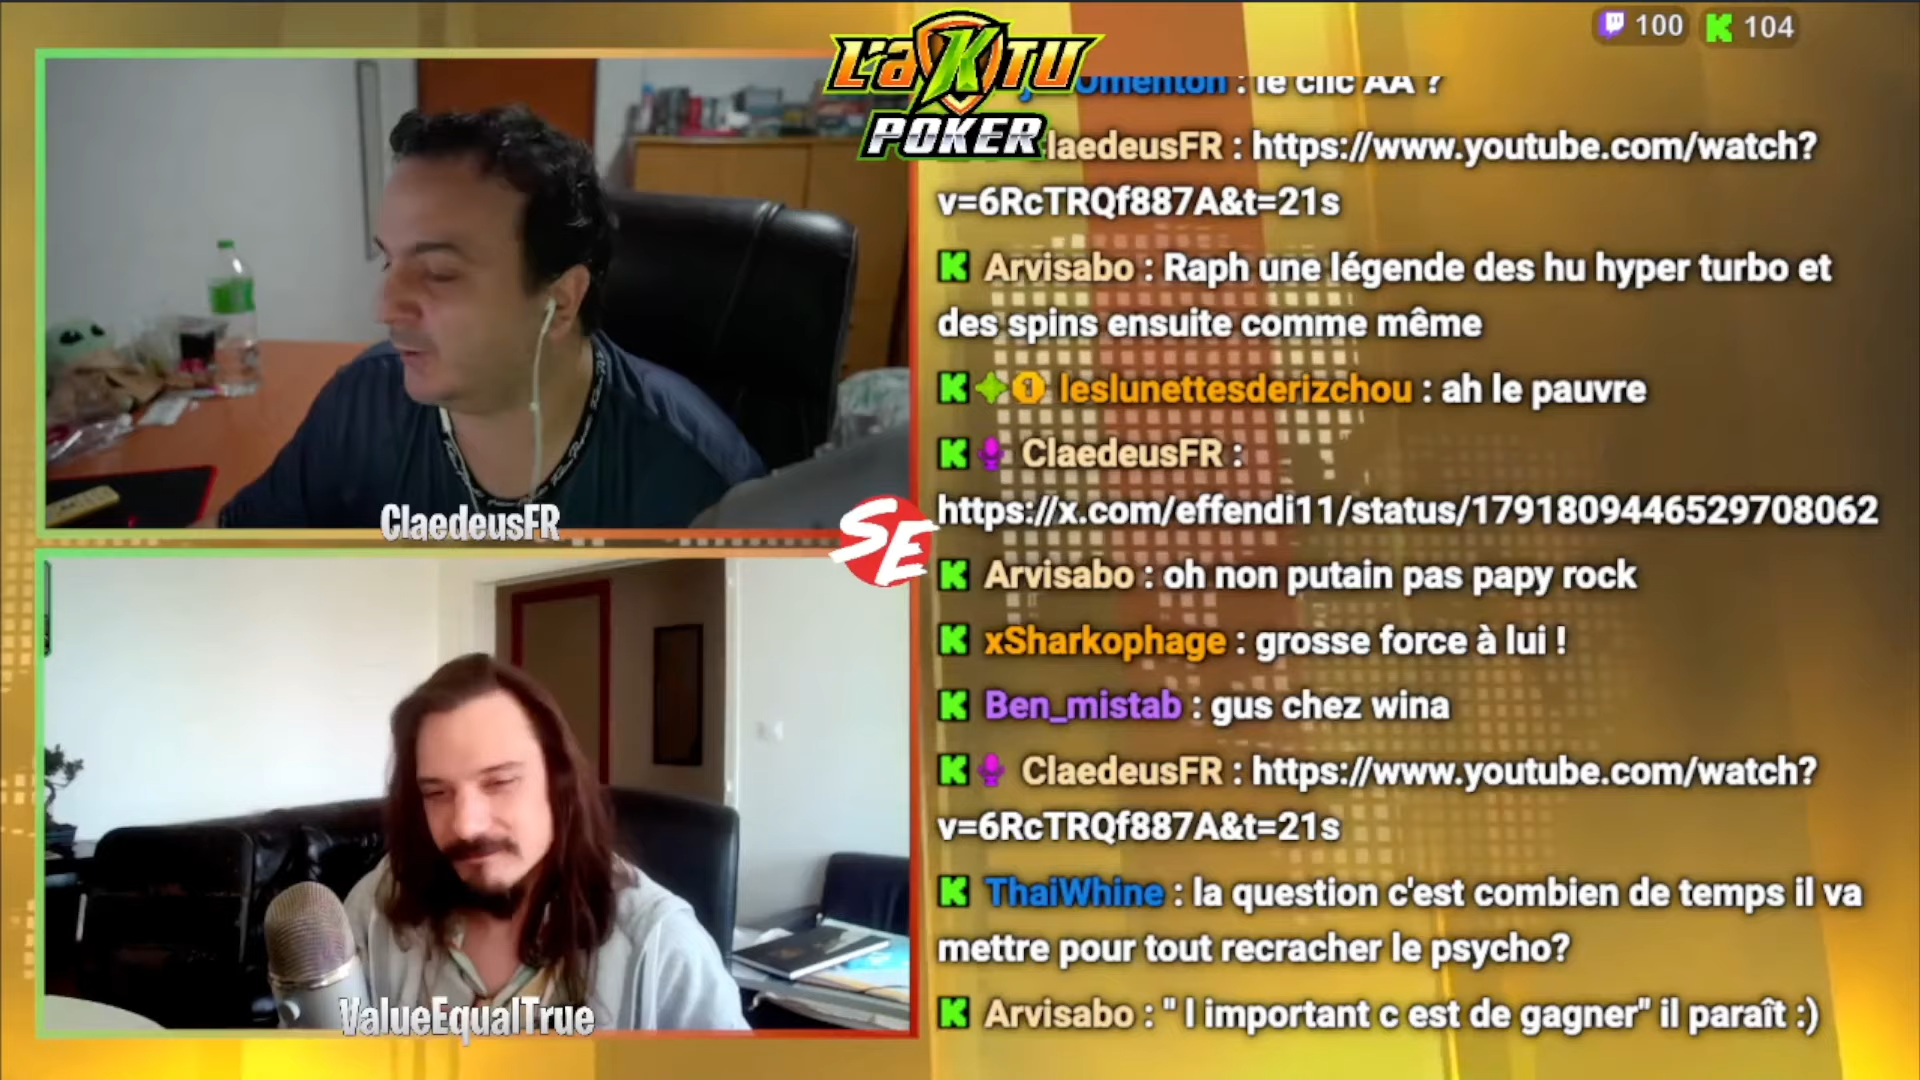 100
104
L'aKTU
POKER
omenton : le clic AA ?
laedeusFR : https://www.youtube.com/watch?
v=6RcTRQf887A&t=21s
Arvisabo : Raph une légende des hu hyper turbo et
des spins ensuite comme même
leslunettesderizchou : ah le pauvre
ClaedeusFR :
https://x.com/effendi11/status/1791809446529708062
Arvisabo : oh non putain pas papy rock
xSharkophage : grosse force à lui !
Ben_mistab : gus chez wina
ClaedeusFR : https://www.youtube.com/watch?
v=6RcTRQf887A&t=21s
ThaiWhine : la question c'est combien de temps il va
mettre pour tout recracher le psycho?
Arvisabo : " l important c est de gagner" il paraît :)
ClaedeusFR
SE
ValueEqualTrue